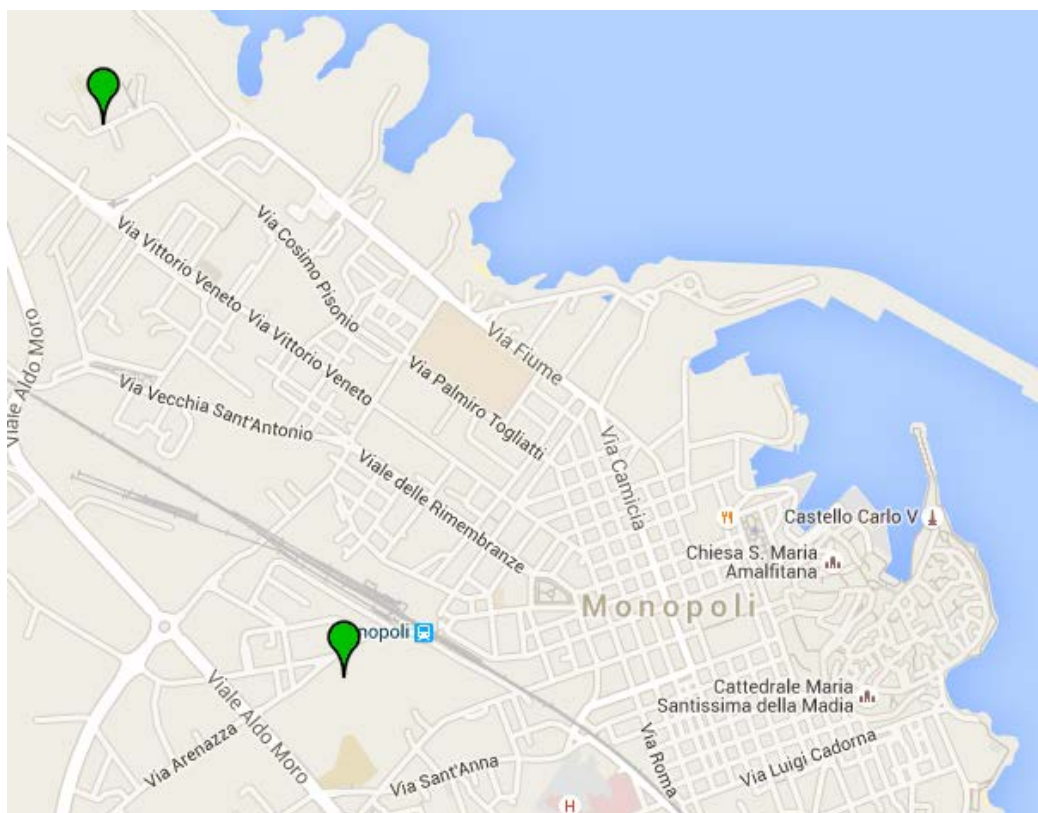 Via Cosimo Pisonio
Via Vittorio Veneto
Via Vittorio Veneto
Viale Aldo Moro
Via Fiume
Via Palmiro Togliatti
Via Vecchia Sant'Antonio
Via Camicia
Viale delle Rimembranze
Castello Carlo V
Chiesa S. Maria
Amalfitana
Monopoli
nopoli
Viale Aldo Moro
Cattedrale Maria
Santissima della Madia
Via Arenazza
Via Sant'Anna
Via Roma
Via Luigi Cadorna
H